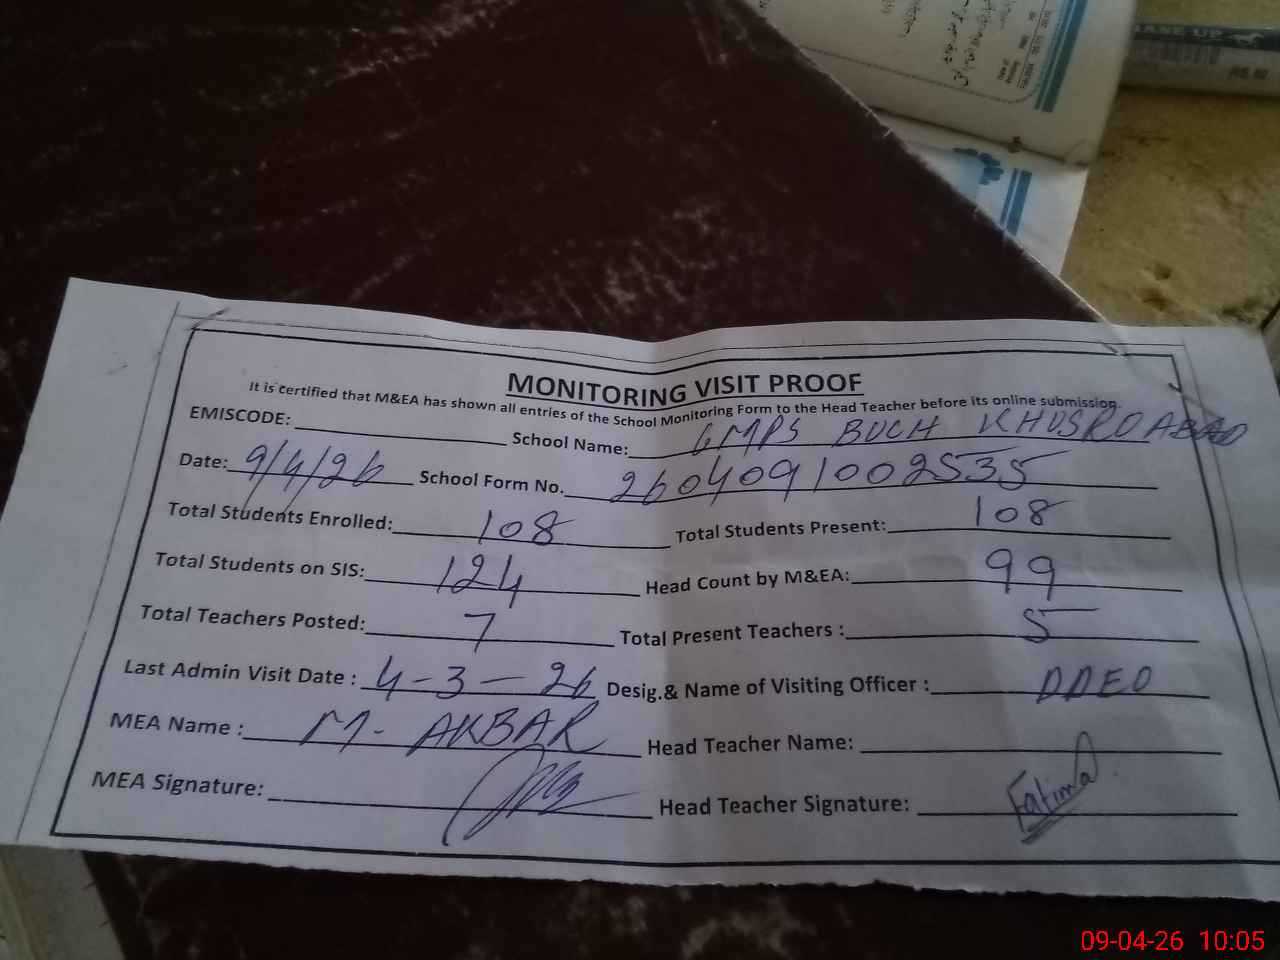 EASE UP
MONITORING VISIT PROOF
It is certified that M&EA has shown all entries of the School Monitoring Form to the Head Teacher before its online submission.
EMISCODE: School Name: GMPS BUCH KHUSROABAD
Date: 9/4/26 School Form No. 2604091002535
Total Students Enrolled: 108 Total Students Present: 108
Total Students on SIS: 124 Head Count by M&EA: 99
Total Teachers Posted: 7 Total Present Teachers : 5
Last Admin Visit Date : 4-3-26 Desig.& Name of Visiting Officer : DDEO
MEA Name : M- AKBAR Head Teacher Name:
MEA Signature: Head Teacher Signature: Fatima
09-04-26 10:05